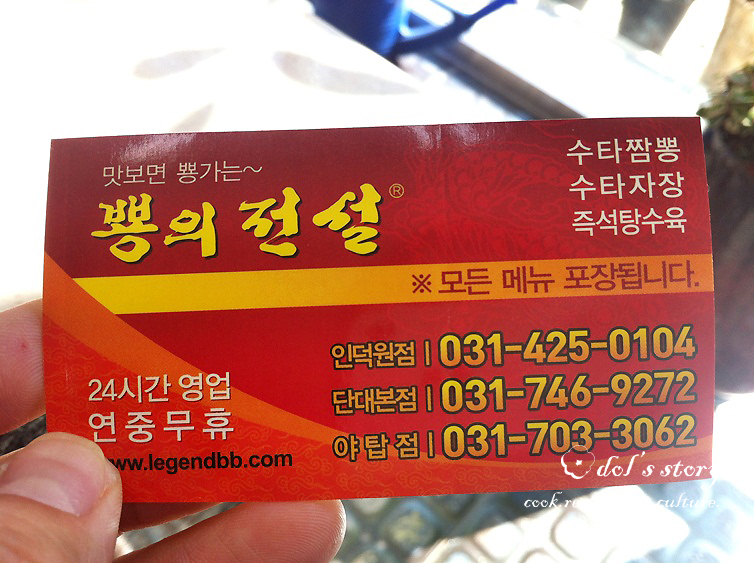 맛보면 뿅가는~
뿅의 전설®
수타짬뽕
수타자장
즉석탕수육
※ 모든 메뉴 포장됩니다.
인덕원점 | 031-425-0104
단대본점 | 031-746-9272
야탑점 | 031-703-3062
24시간 영업
연중무휴
www.legendbb.com
dol's story